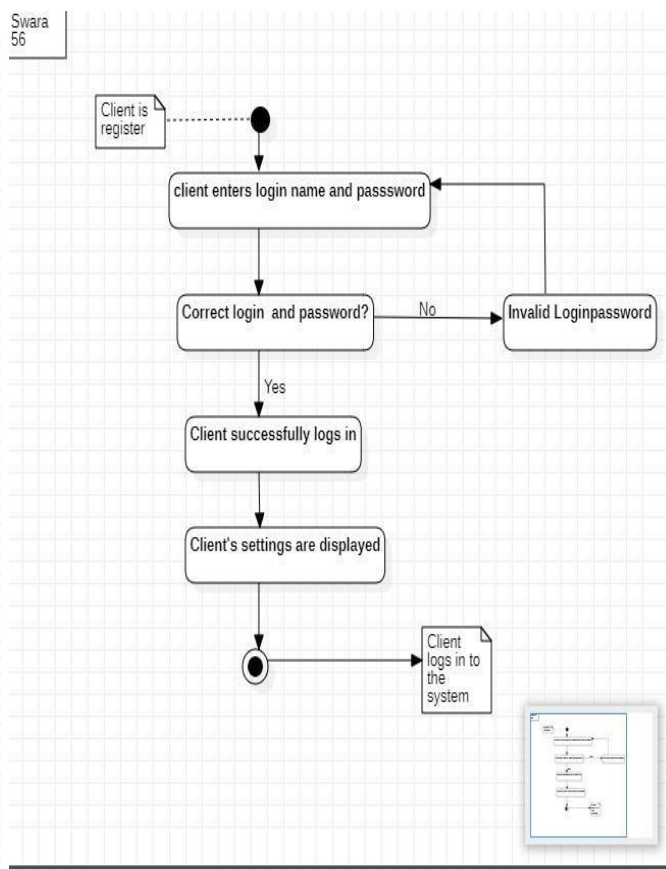 Swara
56
Client is
register
client enters login name and passsword
Correct login  and password?
No
Invalid Loginpassword
Yes
Client successfully logs in
Client's settings are displayed
Client
logs in to
the
system